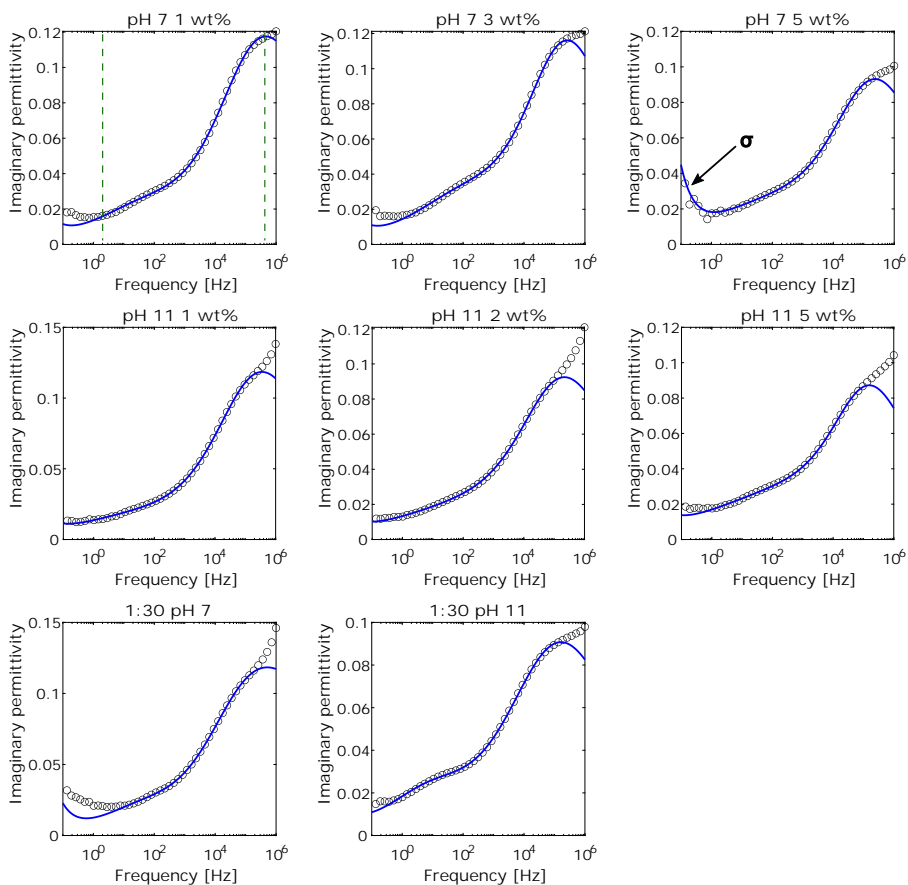 pH 7 1 wt%
0.12
0.1
0.08
0.06
0.04
0.02
0
Imaginary permittivity
10^0 10^2 10^4 10^6
Frequency [Hz]
pH 7 3 wt%
0.12
0.1
0.08
0.06
0.04
0.02
0
Imaginary permittivity
10^0 10^2 10^4 10^6
Frequency [Hz]
pH 7 5 wt%
0.12
0.1
0.08
0.06
0.04
0.02
0
Imaginary permittivity
σ
10^0 10^2 10^4 10^6
Frequency [Hz]
pH 11 1 wt%
0.15
0.1
0.05
0
Imaginary permittivity
10^0 10^2 10^4 10^6
Frequency [Hz]
pH 11 2 wt%
0.12
0.1
0.08
0.06
0.04
0.02
0
Imaginary permittivity
10^0 10^2 10^4 10^6
Frequency [Hz]
pH 11 5 wt%
0.12
0.1
0.08
0.06
0.04
0.02
0
Imaginary permittivity
10^0 10^2 10^4 10^6
Frequency [Hz]
1:30 pH 7
0.15
0.1
0.05
0
Imaginary permittivity
10^0 10^2 10^4 10^6
Frequency [Hz]
1:30 pH 11
0.1
0.08
0.06
0.04
0.02
0
Imaginary permittivity
10^0 10^2 10^4 10^6
Frequency [Hz]